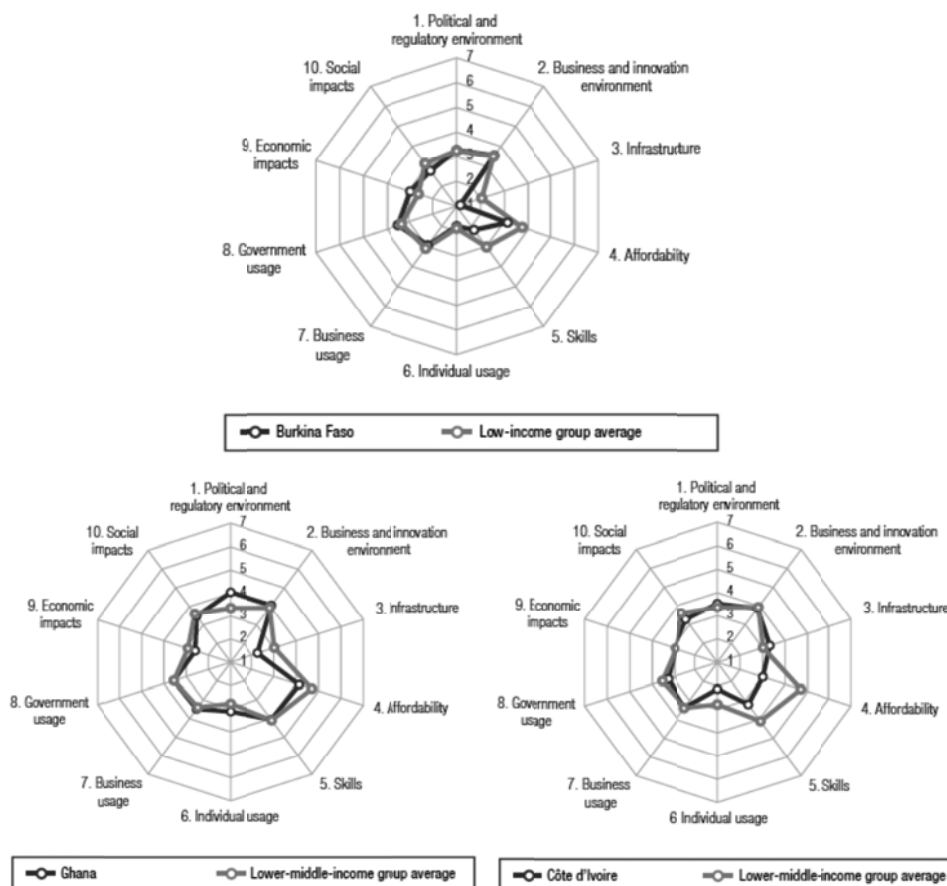 1. Political and
regulatory environment
7
6
5
4
3
2
1
2. Business and innovation
environment
3. Infrastructure
4. Affordability
5. Skills
6. Individual usage
7. Business
usage
8. Government
usage
9. Economic
impacts
10. Social
impacts
Burkina Faso
Low-income group average
1. Political and
regulatory environment
7
6
5
4
3
2
1
2. Business and innovation
environment
3. Infrastructure
4. Affordability
5. Skills
6. Individual usage
7. Business
usage
8. Government
usage
9. Economic
impacts
10. Social
impacts
Ghana
Lower-middle-income grnup average
1. Political and
regulatory environment
7
6
5
4
3
2
1
2. Business and innovation
environment
3. Infrastructure
4. Affordability
5. Skills
6 Individual usage
7. Business
usage
8. Government
usage
9. Economic
impacts
10. Social
impacts
Côte d'Ivoire
Lower-middle-income group average